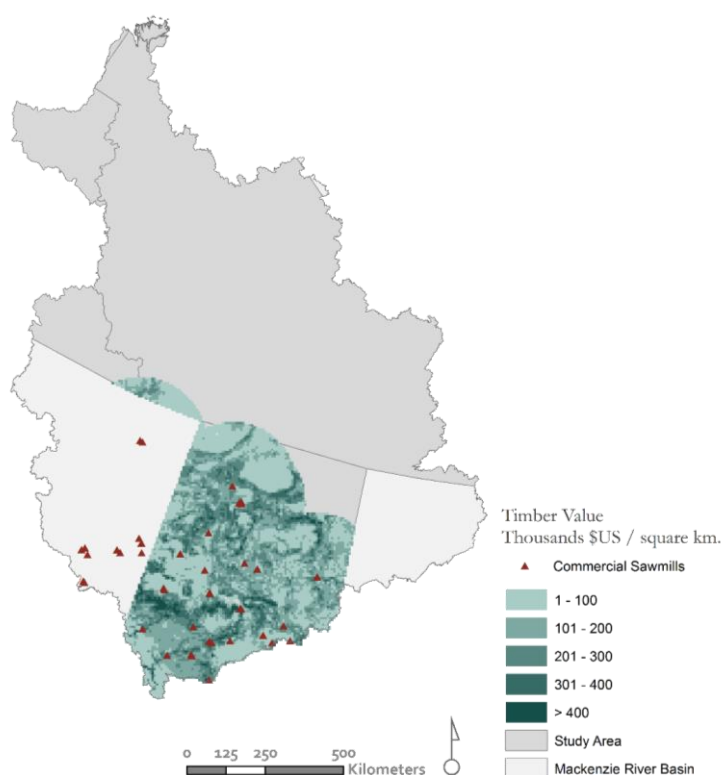 Timber Value
Thousands $US / square km.
Commercial Sawmills
1 - 100
101 - 200
201 - 300
301 - 400
> 400
Study Area
Mackenzie River Basin
0 125 250 500
Kilometers